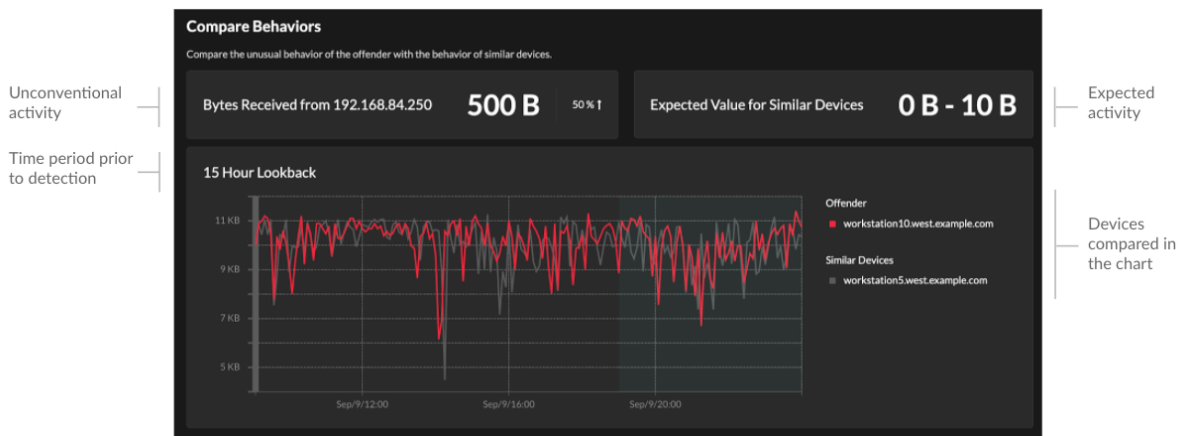 Compare Behaviors
Compare the unusual behavior of the offender with the behavior of similar devices.
Unconventional
activity
Bytes Received from 192.168.84.250
500 B
50 % ↑
Expected Value for Similar Devices
0 B - 10 B
Expected
activity
Time period prior
to detection
15 Hour Lookback
11 KB
9 KB
7 KB
5 KB
Sep/9/12:00
Sep/9/16:00
Sep/9/20:00
Offender
workstation10.west.example.com
Similar Devices
workstation5.west.example.com
Devices
compared in
the chart